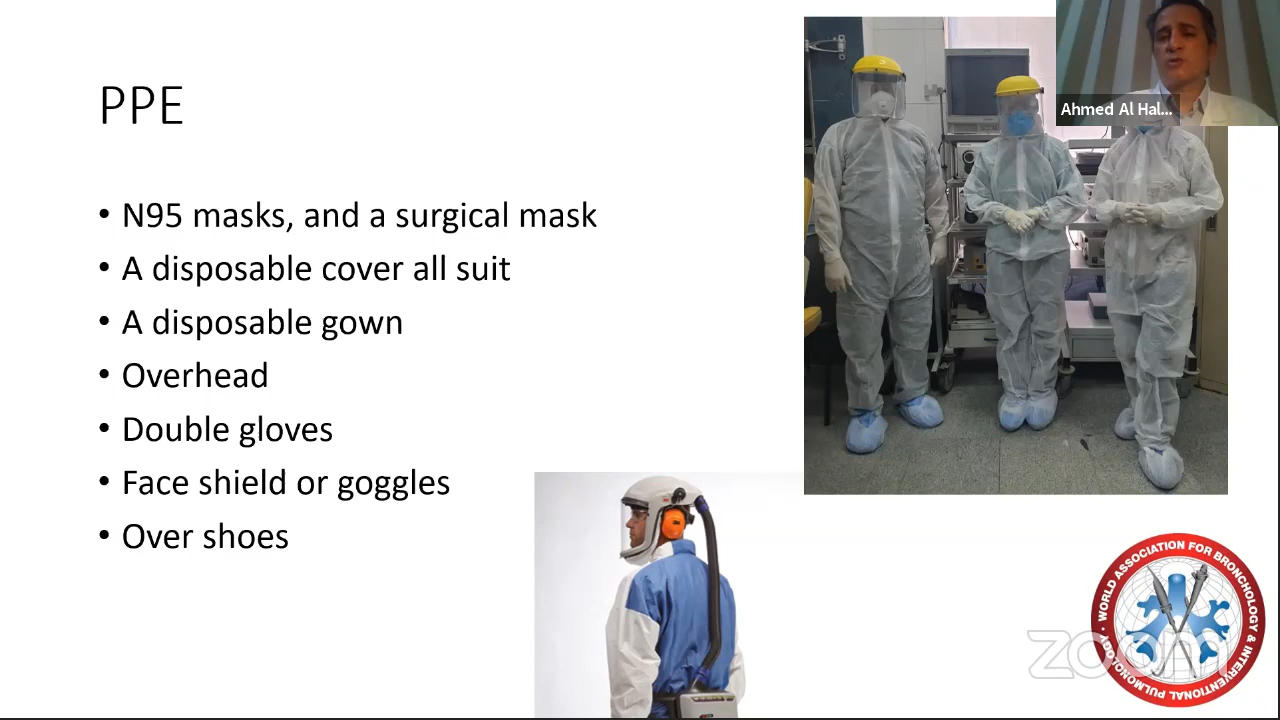 PPE
• N95 masks, and a surgical mask
• A disposable cover all suit
• A disposable gown
• Overhead
• Double gloves
• Face shield or goggles
• Over shoes
Ahmed Al Hal...
3M
WORLD ASSOCIATION FOR BRONCHOLOGY & INTERVENTIONAL PULMONOLOGY •
zoom